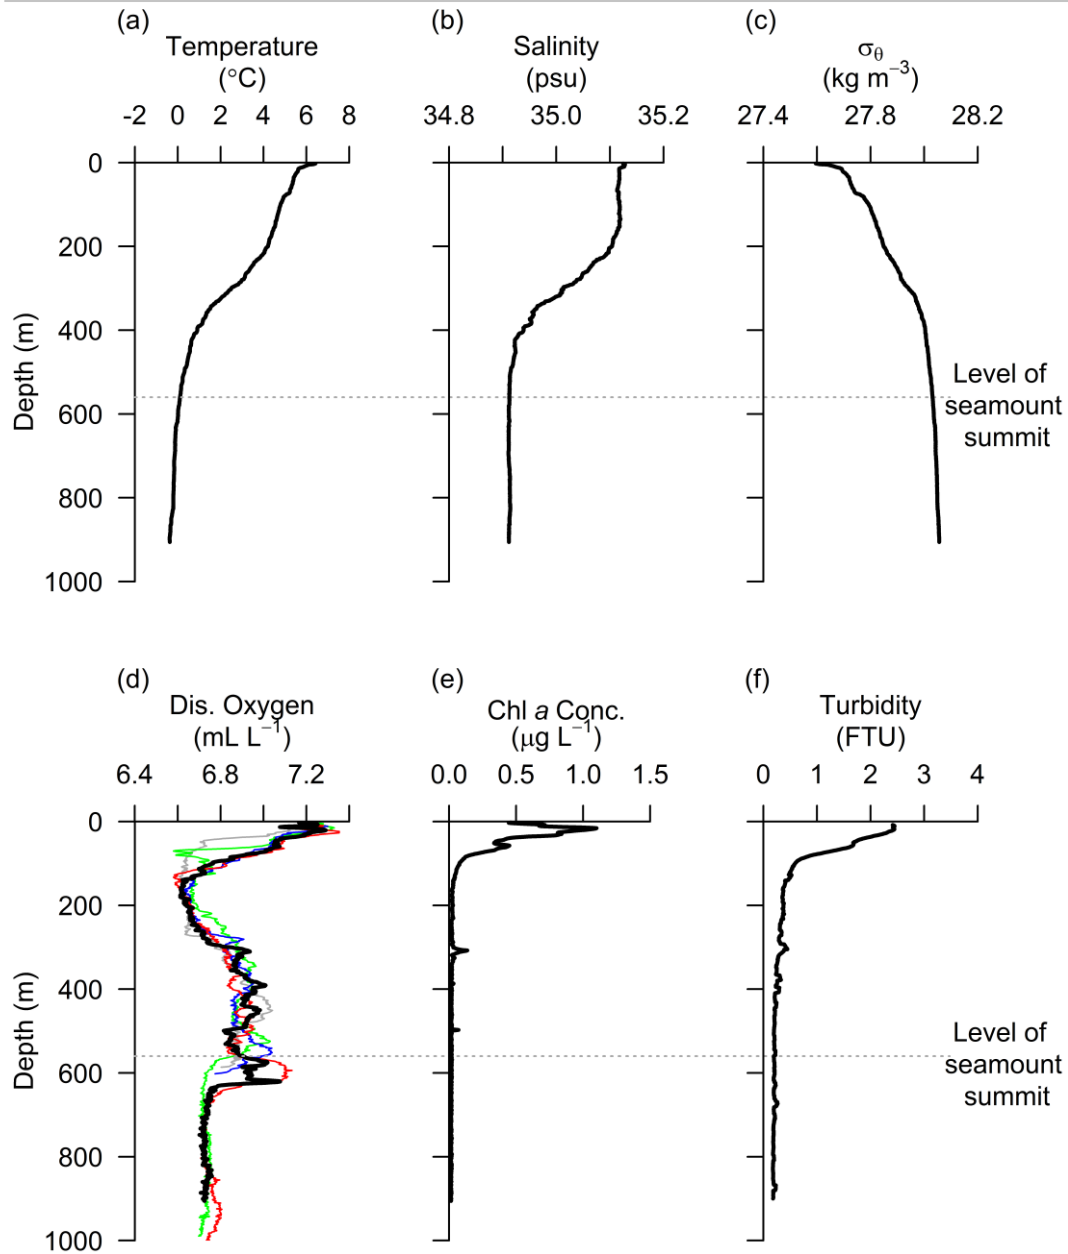 (a) (b) (c)
Temperature Salinity σθ
(°C) (psu) (kg m−3)
-2 0 2 4 6 8 34.8 35.0 35.2 27.4 27.8 28.2
0
200
400
600
800
1000
Depth (m)
Level of
seamount
summit
(d) (e) (f)
Dis. Oxygen Chl a Conc. Turbidity
(mL L−1) (μg L−1) (FTU)
6.4 6.8 7.2 0.0 0.5 1.0 1.5 0 1 2 3 4
0
200
400
600
800
1000
Depth (m)
Level of
seamount
summit